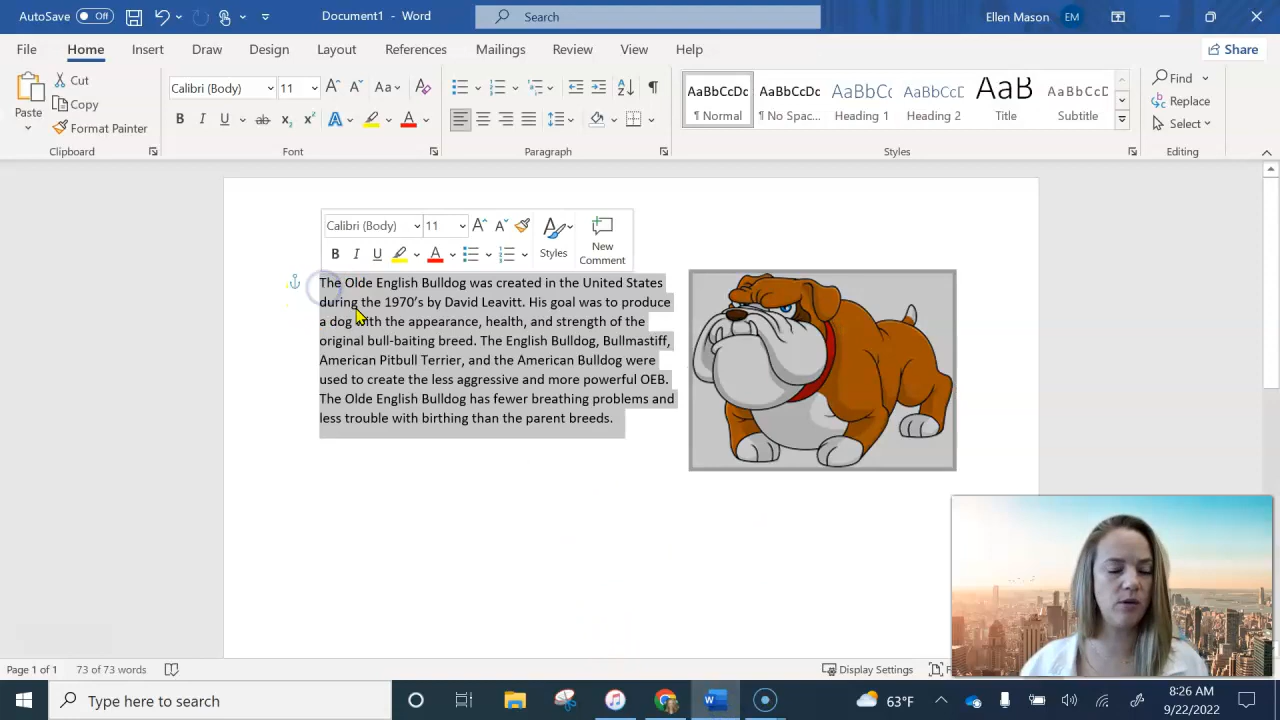 AutoSave Off Document1 - Word Search Ellen Mason EM
File Home Insert Draw Design Layout References Mailings Review View Help Share
Paste Cut Copy Format Painter Clipboard
Calibri (Body) 11 Font
Paragraph
AaBbCcDc AaBbCcDc AaBbCc AaBbCcD AaB AaBbCcD
¶ Normal ¶ No Spac... Heading 1 Heading 2 Title Subtitle
Styles
Find Replace Select Editing
Calibri (Body) 11 Styles New Comment
The Olde English Bulldog was created in the United States
during the 1970's by David Leavitt. His goal was to produce
a dog with the appearance, health, and strength of the
original bull-baiting breed. The English Bulldog, Bullmastiff,
American Pitbull Terrier, and the American Bulldog were
used to create the less aggressive and more powerful OEB.
The Olde English Bulldog has fewer breathing problems and
less trouble with birthing than the parent breeds.
Page 1 of 1 73 of 73 words Display Settings
Type here to search 63°F 8:26 AM
9/22/2022